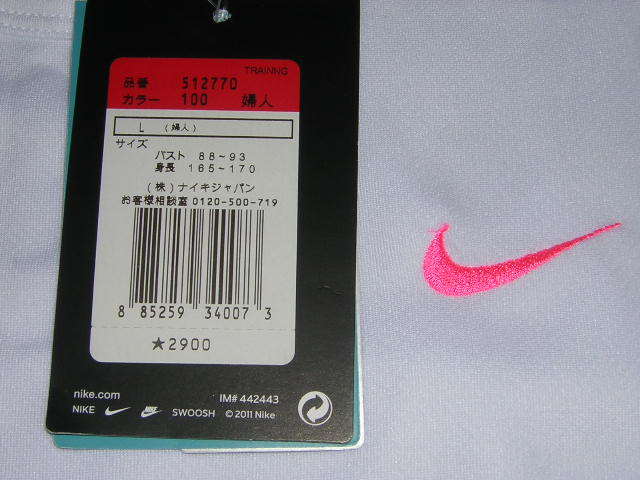 TRAINNG
品番 512770
カラー 100 婦人
L (婦人)
サイズ
バスト 88~93
身長 165~170
(株)ナイキジャパン
お客様相談室 0120-500-719
8 85259 34007 3
★2900
nike.com IM# 442443
NIKE SWOOSH © 2011 Nike